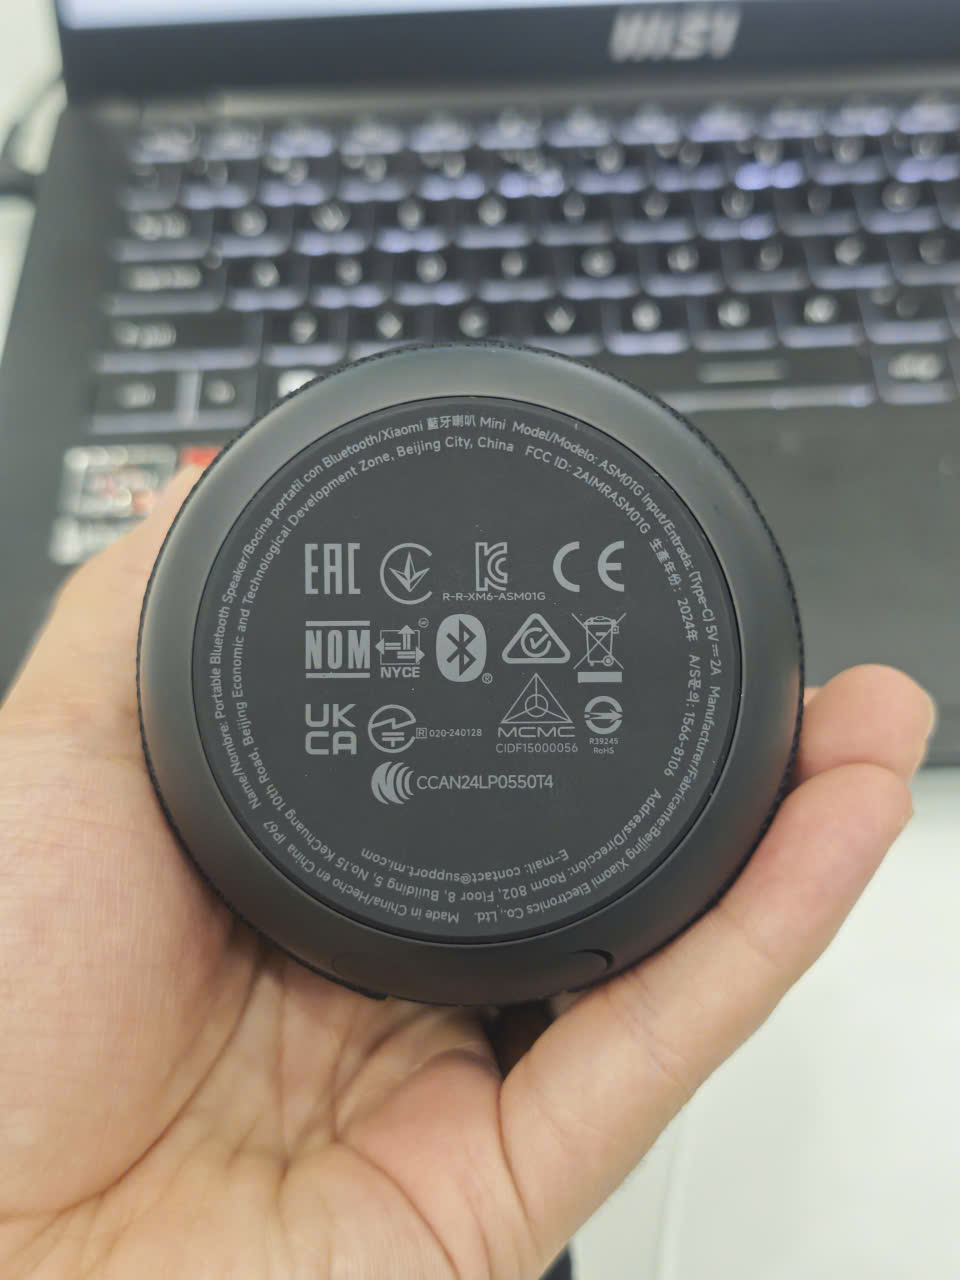 msi
Name/Nombre: Portable Bluetooth Speaker/Bocina portatil con Bluetooth/Xiaomi 藍牙喇叭 Mini Model/Modelo: ASM01G Input/Entrada: (Type-C) 5V⎓2A Manufacturer/Fabricante:Beijing Xiaomi Electronics Co., Ltd.
Made in China/Hecho en China IP67
Address/Dirección: Room 802, Floor 8, Building 5, No.15 KeChuang 10th Road, Beijing Economic and Technological Development Zone, Beijing City, China FCC ID: 2AIMRASM01G 生產年份: 2024年 A/S문의: 1566-8106
E-mail: contact@support.mi.com
EAC
R-R-XM6-ASM01G
CE
NOM
NYCE
®
UK
CA
R 020-240128
MCMC
CIDF15000056
R39245
RoHS
CCAN24LP0550T4